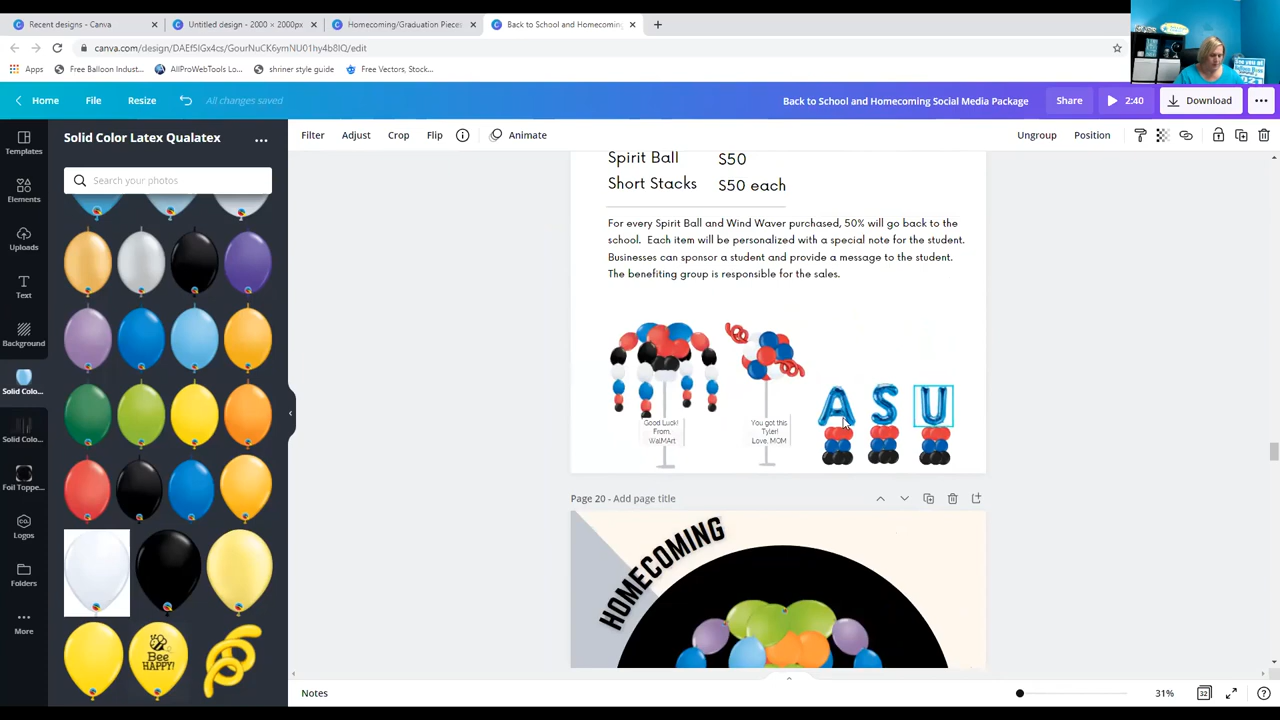 Recent designs - Canva
Untitled design - 2000 × 2000px
Homecoming/Graduation Pieces
Back to School and Homecoming
canva.com/design/DAEf5IGx4cs/GourNuCK6ymNU01hy4b8IQ/edit
Apps
Free Balloon Indust...
AllProWebTools Lo...
shriner style guide
Free Vectors, Stock...
Home
File
Resize
All changes saved
Back to School and Homecoming Social Media Package
Share
2:40
Download
Templates
Elements
Uploads
Text
Background
Solid Colo...
Solid Colo...
Foil Toppe...
Logos
Folders
More
Solid Color Latex Qualatex
Search your photos
Bee
HAPPY!
Filter
Adjust
Crop
Flip
Animate
Ungroup
Position
Spirit Ball S50
Short Stacks S50 each
For every Spirit Ball and Wind Waver purchased, 50% will go back to the
school. Each item will be personalized with a special note for the student.
Businesses can sponsor a student and provide a message to the student.
The benefiting group is responsible for the sales.
Good Luck!
From,
WalMArt
You got this
Tyler!
Love, MOM
A S U
Page 20 - Add page title
HOMECOMING
Notes
31%
32